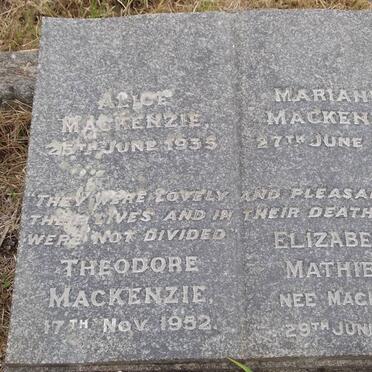 ALICE
MACKENZIE.
25TH JUNE 1935
MARIANN
MACKEN
27TH JUNE
THEY WERE LOVELY AND PLEASA
THEIR LIVES AND IN THEIR DEATH
WERE NOT DIVIDED
THEODORE
MACKENZIE.
17TH NOV. 1952.
ELIZABE
MATHIE
NEE MAC
29TH JUN